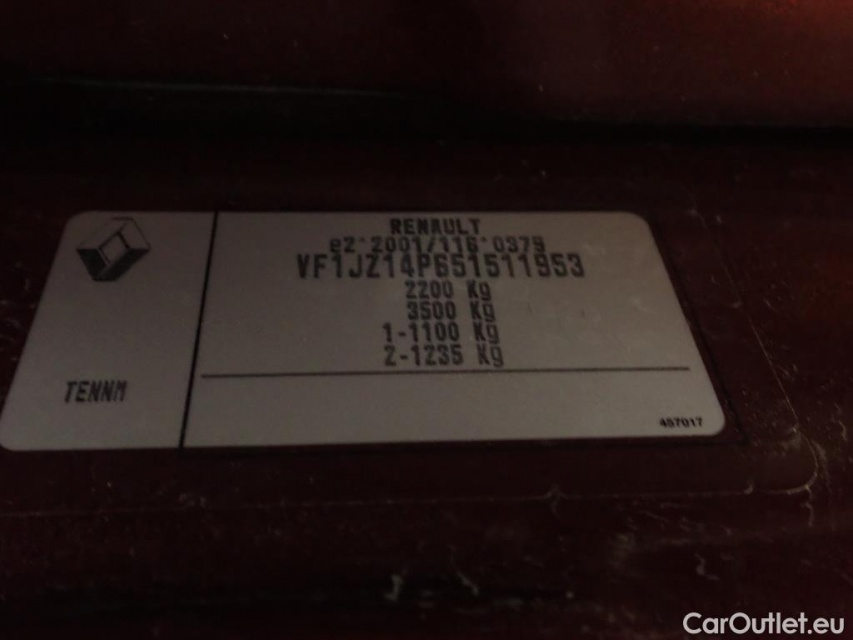 RENAULT
e2*2001/116*0379
VF1JZ14P651511953
2200 Kg
3500 Kg
1-1100 Kg
2-1235 Kg
TENNM
457017
CarOutlet.eu